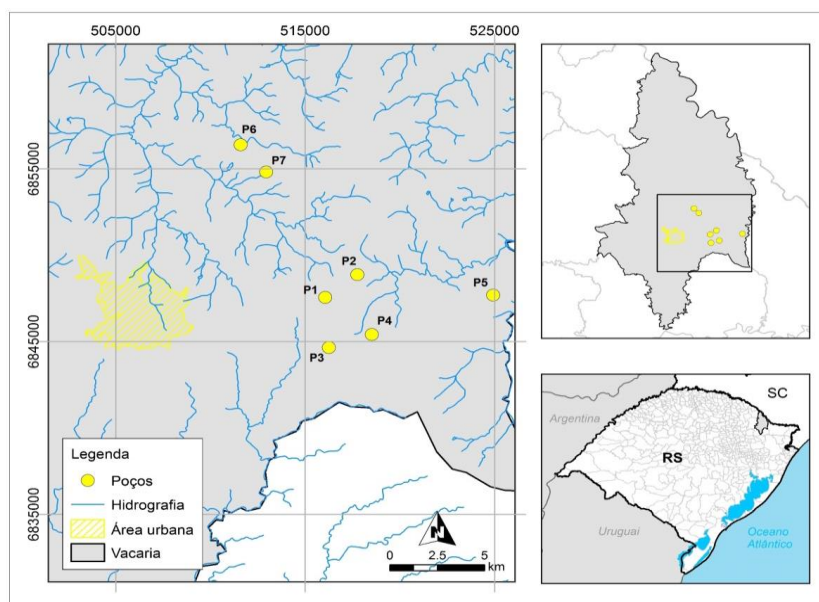 505000 515000 525000
P6
6855000
P7
P2
P1
P5
P4
6845000
P3
Legenda
Poços
Hidrografia
Área urbana
Vacaria
6835000
N
0 2.5 5
km
SC
Argentina
RS
Uruguai
Oceano
Atlântico